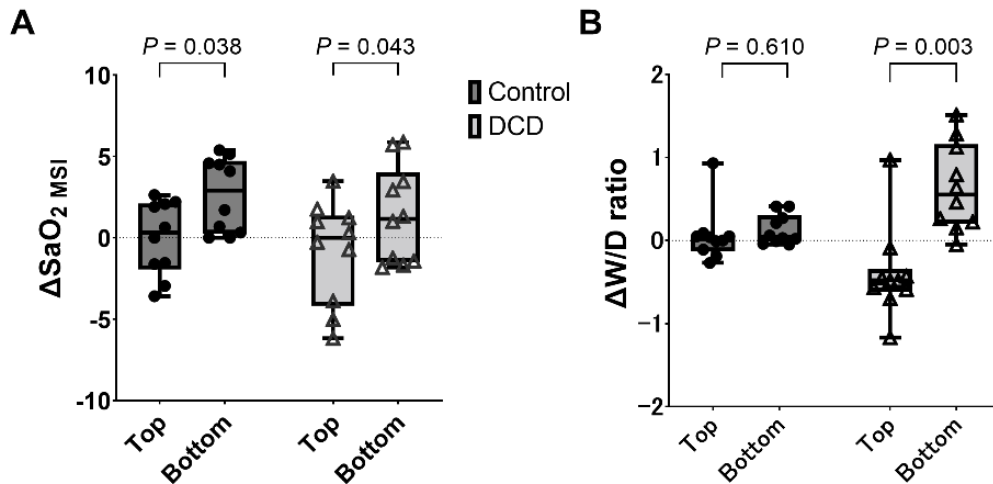 A
P = 0.038
P = 0.043
10
5
0
-5
-10
ΔSaO2 MSI
Top
Bottom
Top
Bottom
Control
DCD
B
P = 0.610
P = 0.003
2
1
0
−1
−2
ΔW/D ratio
Top
Bottom
Top
Bottom